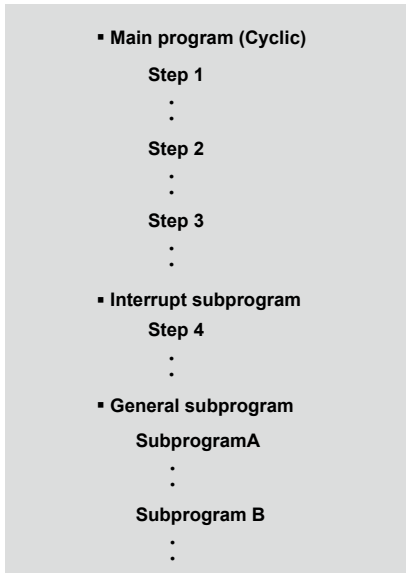 ▪ Main program (Cyclic)
Step 1
.
.
Step 2
.
.
Step 3
.
.
▪ Interrupt subprogram
Step 4
.
.
▪ General subprogram
SubprogramA
.
.
Subprogram B
.
.